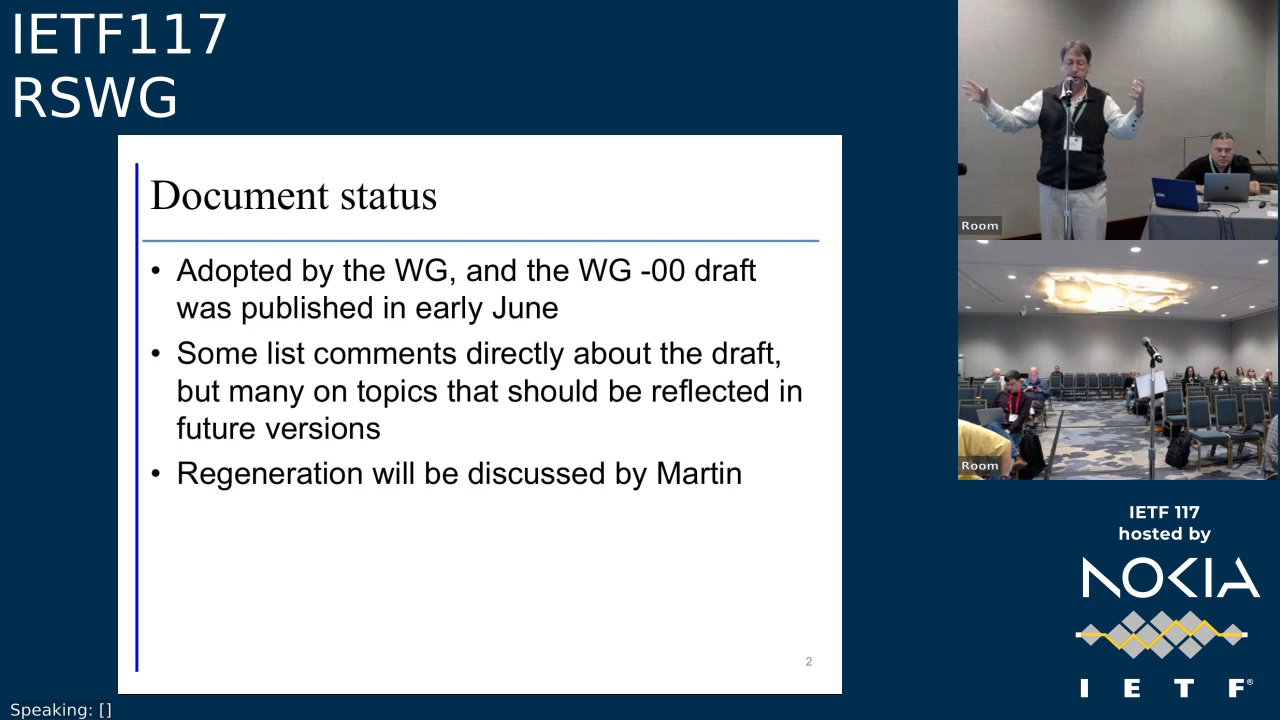 IETF117
RSWG
Document status
• Adopted by the WG, and the WG -00 draft
was published in early June
• Some list comments directly about the draft,
but many on topics that should be reflected in
future versions
• Regeneration will be discussed by Martin
2
Room
Room
IETF 117
hosted by
NOKIA
I E T F®
Speaking: []